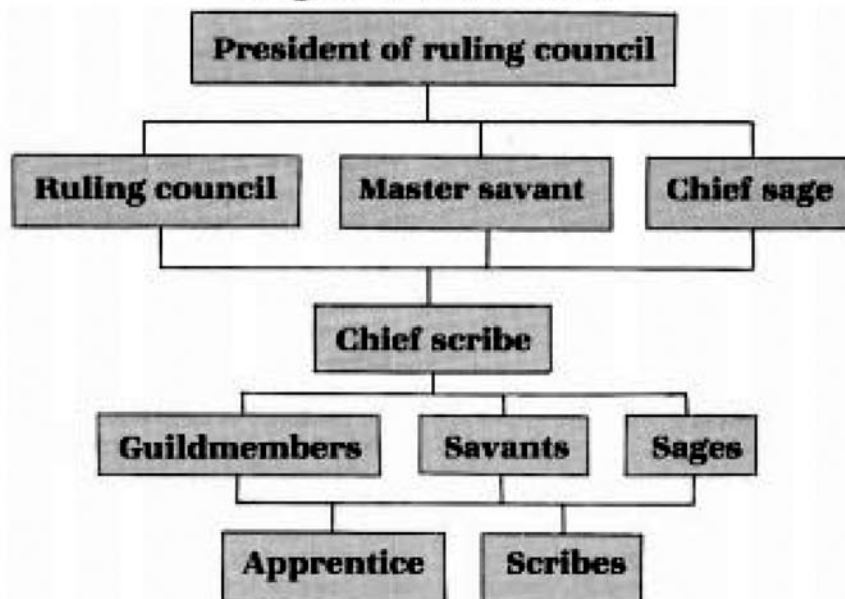 President of ruling council
Ruling council
Master savant
Chief sage
Chief scribe
Guildmembers
Savants
Sages
Apprentice
Scribes